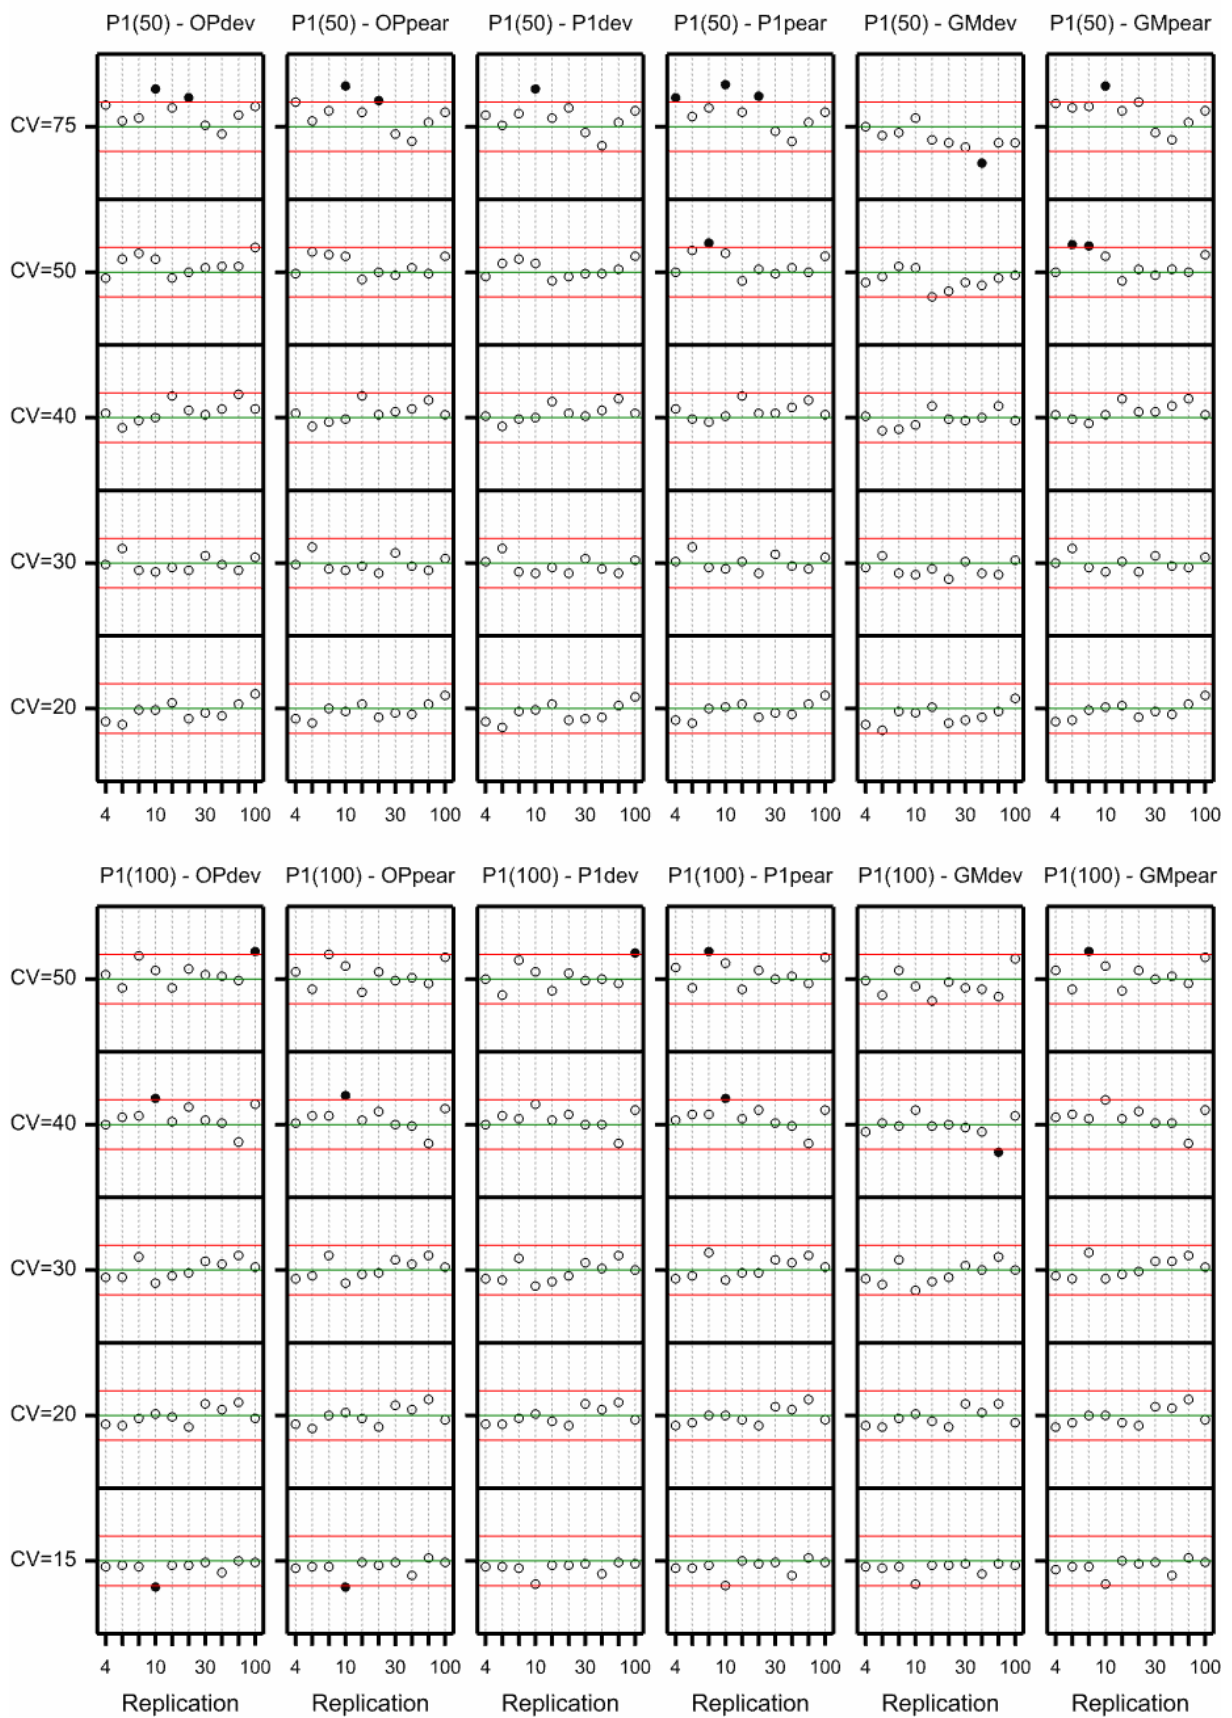 P1(50) - OPdev P1(50) - OPpear P1(50) - P1dev P1(50) - P1pear P1(50) - GMdev P1(50) - GMpear
CV=75
CV=50
CV=40
CV=30
CV=20
4 10 30 100 4 10 30 100 4 10 30 100 4 10 30 100 4 10 30 100 4 10 30 100
P1(100) - OPdev P1(100) - OPpear P1(100) - P1dev P1(100) - P1pear P1(100) - GMdev P1(100) - GMpear
CV=50
CV=40
CV=30
CV=20
CV=15
4 10 30 100 4 10 30 100 4 10 30 100 4 10 30 100 4 10 30 100 4 10 30 100
Replication Replication Replication Replication Replication Replication